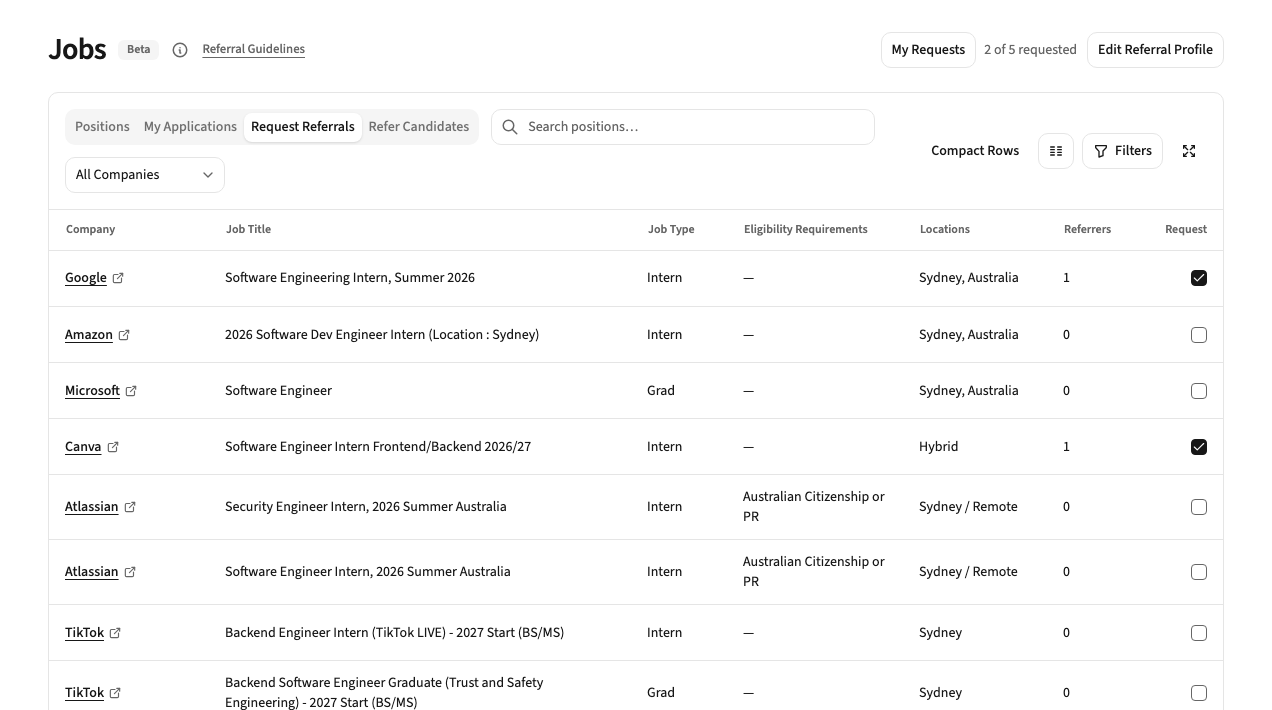 Jobs Beta Referral Guidelines My Requests 2 of 5 requested Edit Referral Profile
Positions My Applications Request Referrals Refer Candidates Search positions…
Compact Rows Filters
All Companies
Company Job Title Job Type Eligibility Requirements Locations Referrers Request
Google Software Engineering Intern, Summer 2026 Intern — Sydney, Australia 1
Amazon 2026 Software Dev Engineer Intern (Location : Sydney) Intern — Sydney, Australia 0
Microsoft Software Engineer Grad — Sydney, Australia 0
Canva Software Engineer Intern Frontend/Backend 2026/27 Intern — Hybrid 1
Atlassian Security Engineer Intern, 2026 Summer Australia Intern Australian Citizenship or PR Sydney / Remote 0
Atlassian Software Engineer Intern, 2026 Summer Australia Intern Australian Citizenship or PR Sydney / Remote 0
TikTok Backend Engineer Intern (TikTok LIVE) - 2027 Start (BS/MS) Intern — Sydney 0
TikTok Backend Software Engineer Graduate (Trust and Safety Engineering) - 2027 Start (BS/MS) Grad — Sydney 0